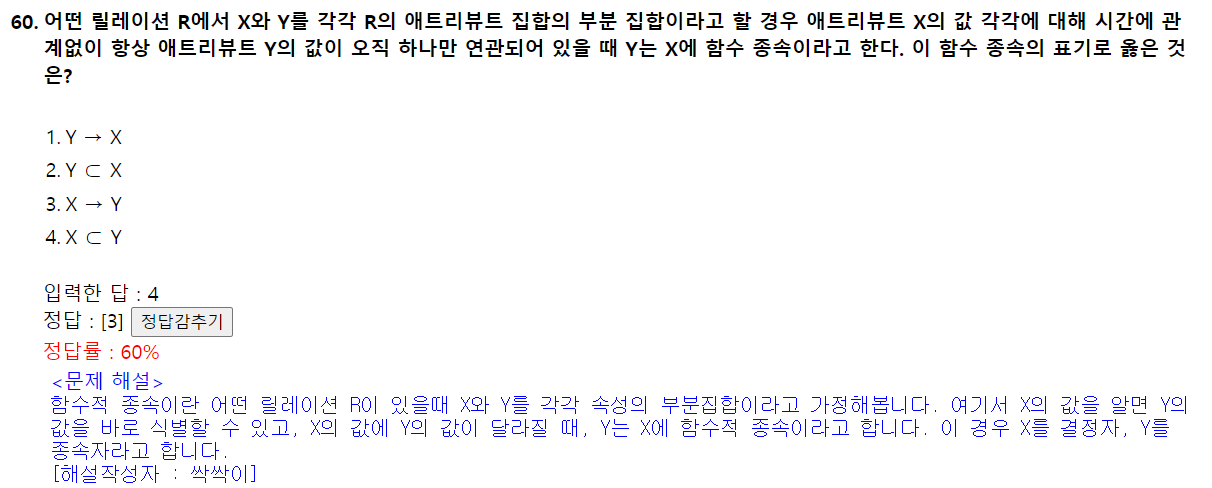 60. 어떤 릴레이션 R에서 X와 Y를 각각 R의 애트리뷰트 집합의 부분 집합이라고 할 경우 애트리뷰트 X의 값 각각에 대해 시간에 관
계없이 항상 애트리뷰트 Y의 값이 오직 하나만 연관되어 있을 때 Y는 X에 함수 종속이라고 한다. 이 함수 종속의 표기로 옳은 것
은?
1. Y → X
2. Y ⊂ X
3. X → Y
4. X ⊂ Y
입력한 답 : 4
정답 : [3] 정답감추기
정답률 : 60%
<문제 해설>
함수적 종속이란 어떤 릴레이션 R이 있을때 X와 Y를 각각 속성의 부분집합이라고 가정해봅니다. 여기서 X의 값을 알면 Y의
값을 바로 식별할 수 있고, X의 값에 Y의 값이 달라질 때, Y는 X에 함수적 종속이라고 합니다. 이 경우 X를 결정자, Y를
종속자라고 합니다.
[해설작성자 : 싹싹이]